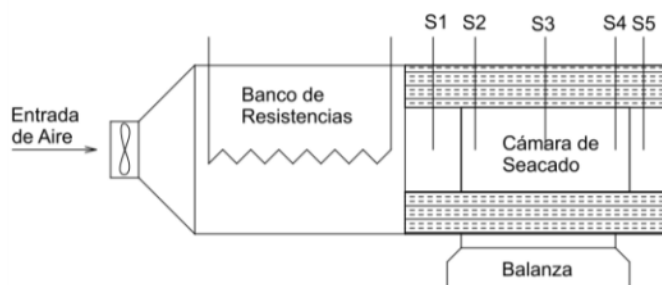 S1 S2 S3 S4 S5
Banco de
Resistencias
Entrada
de Aire
Cámara de
Seacado
Balanza